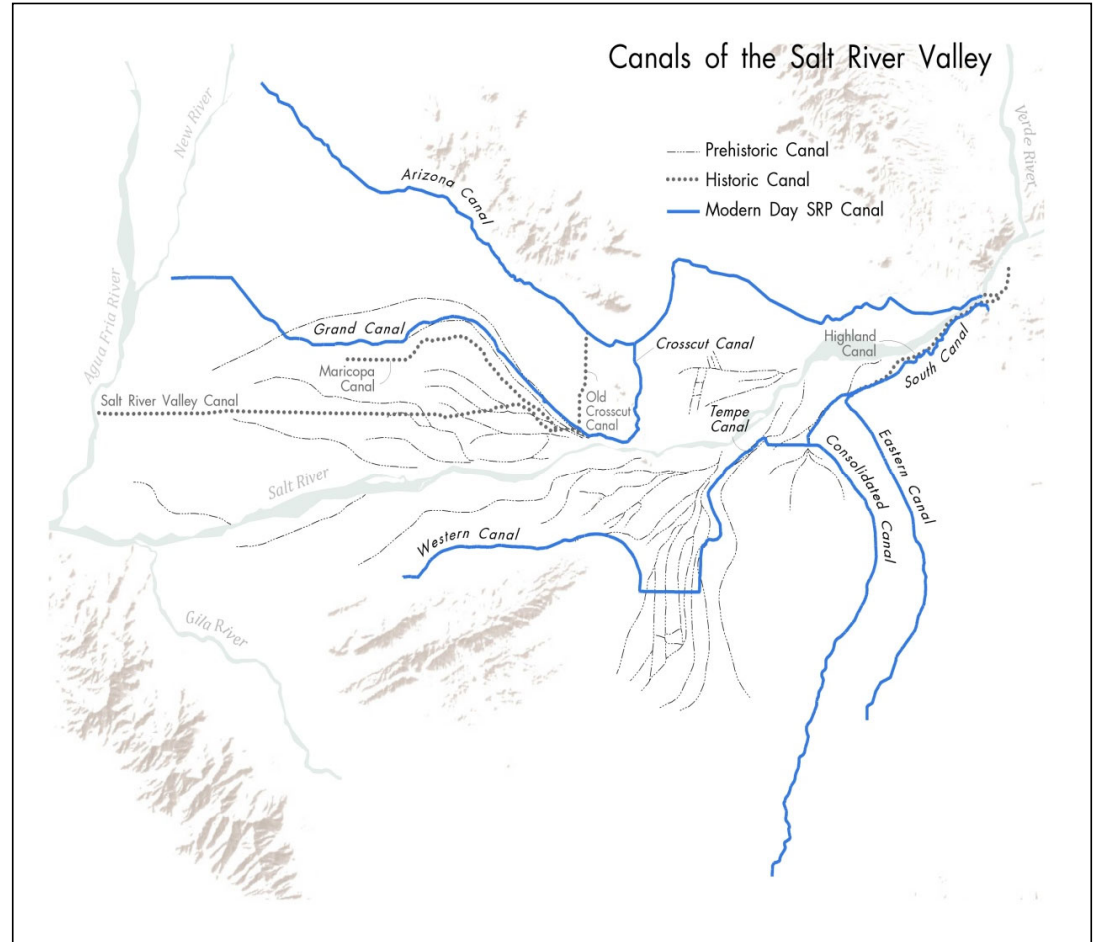 Canals of the Salt River Valley
Prehistoric Canal
Historic Canal
Modern Day SRP Canal
New River
Verde River
Arizona Canal
Agua Fria River
Grand Canal
Maricopa
Canal
Crosscut Canal
Highland
Canal
South Canal
Salt River Valley Canal
Old
Crosscut
Canal
Tempe
Canal
Eastern Canal
Consolidated Canal
Salt River
Western Canal
Gila River